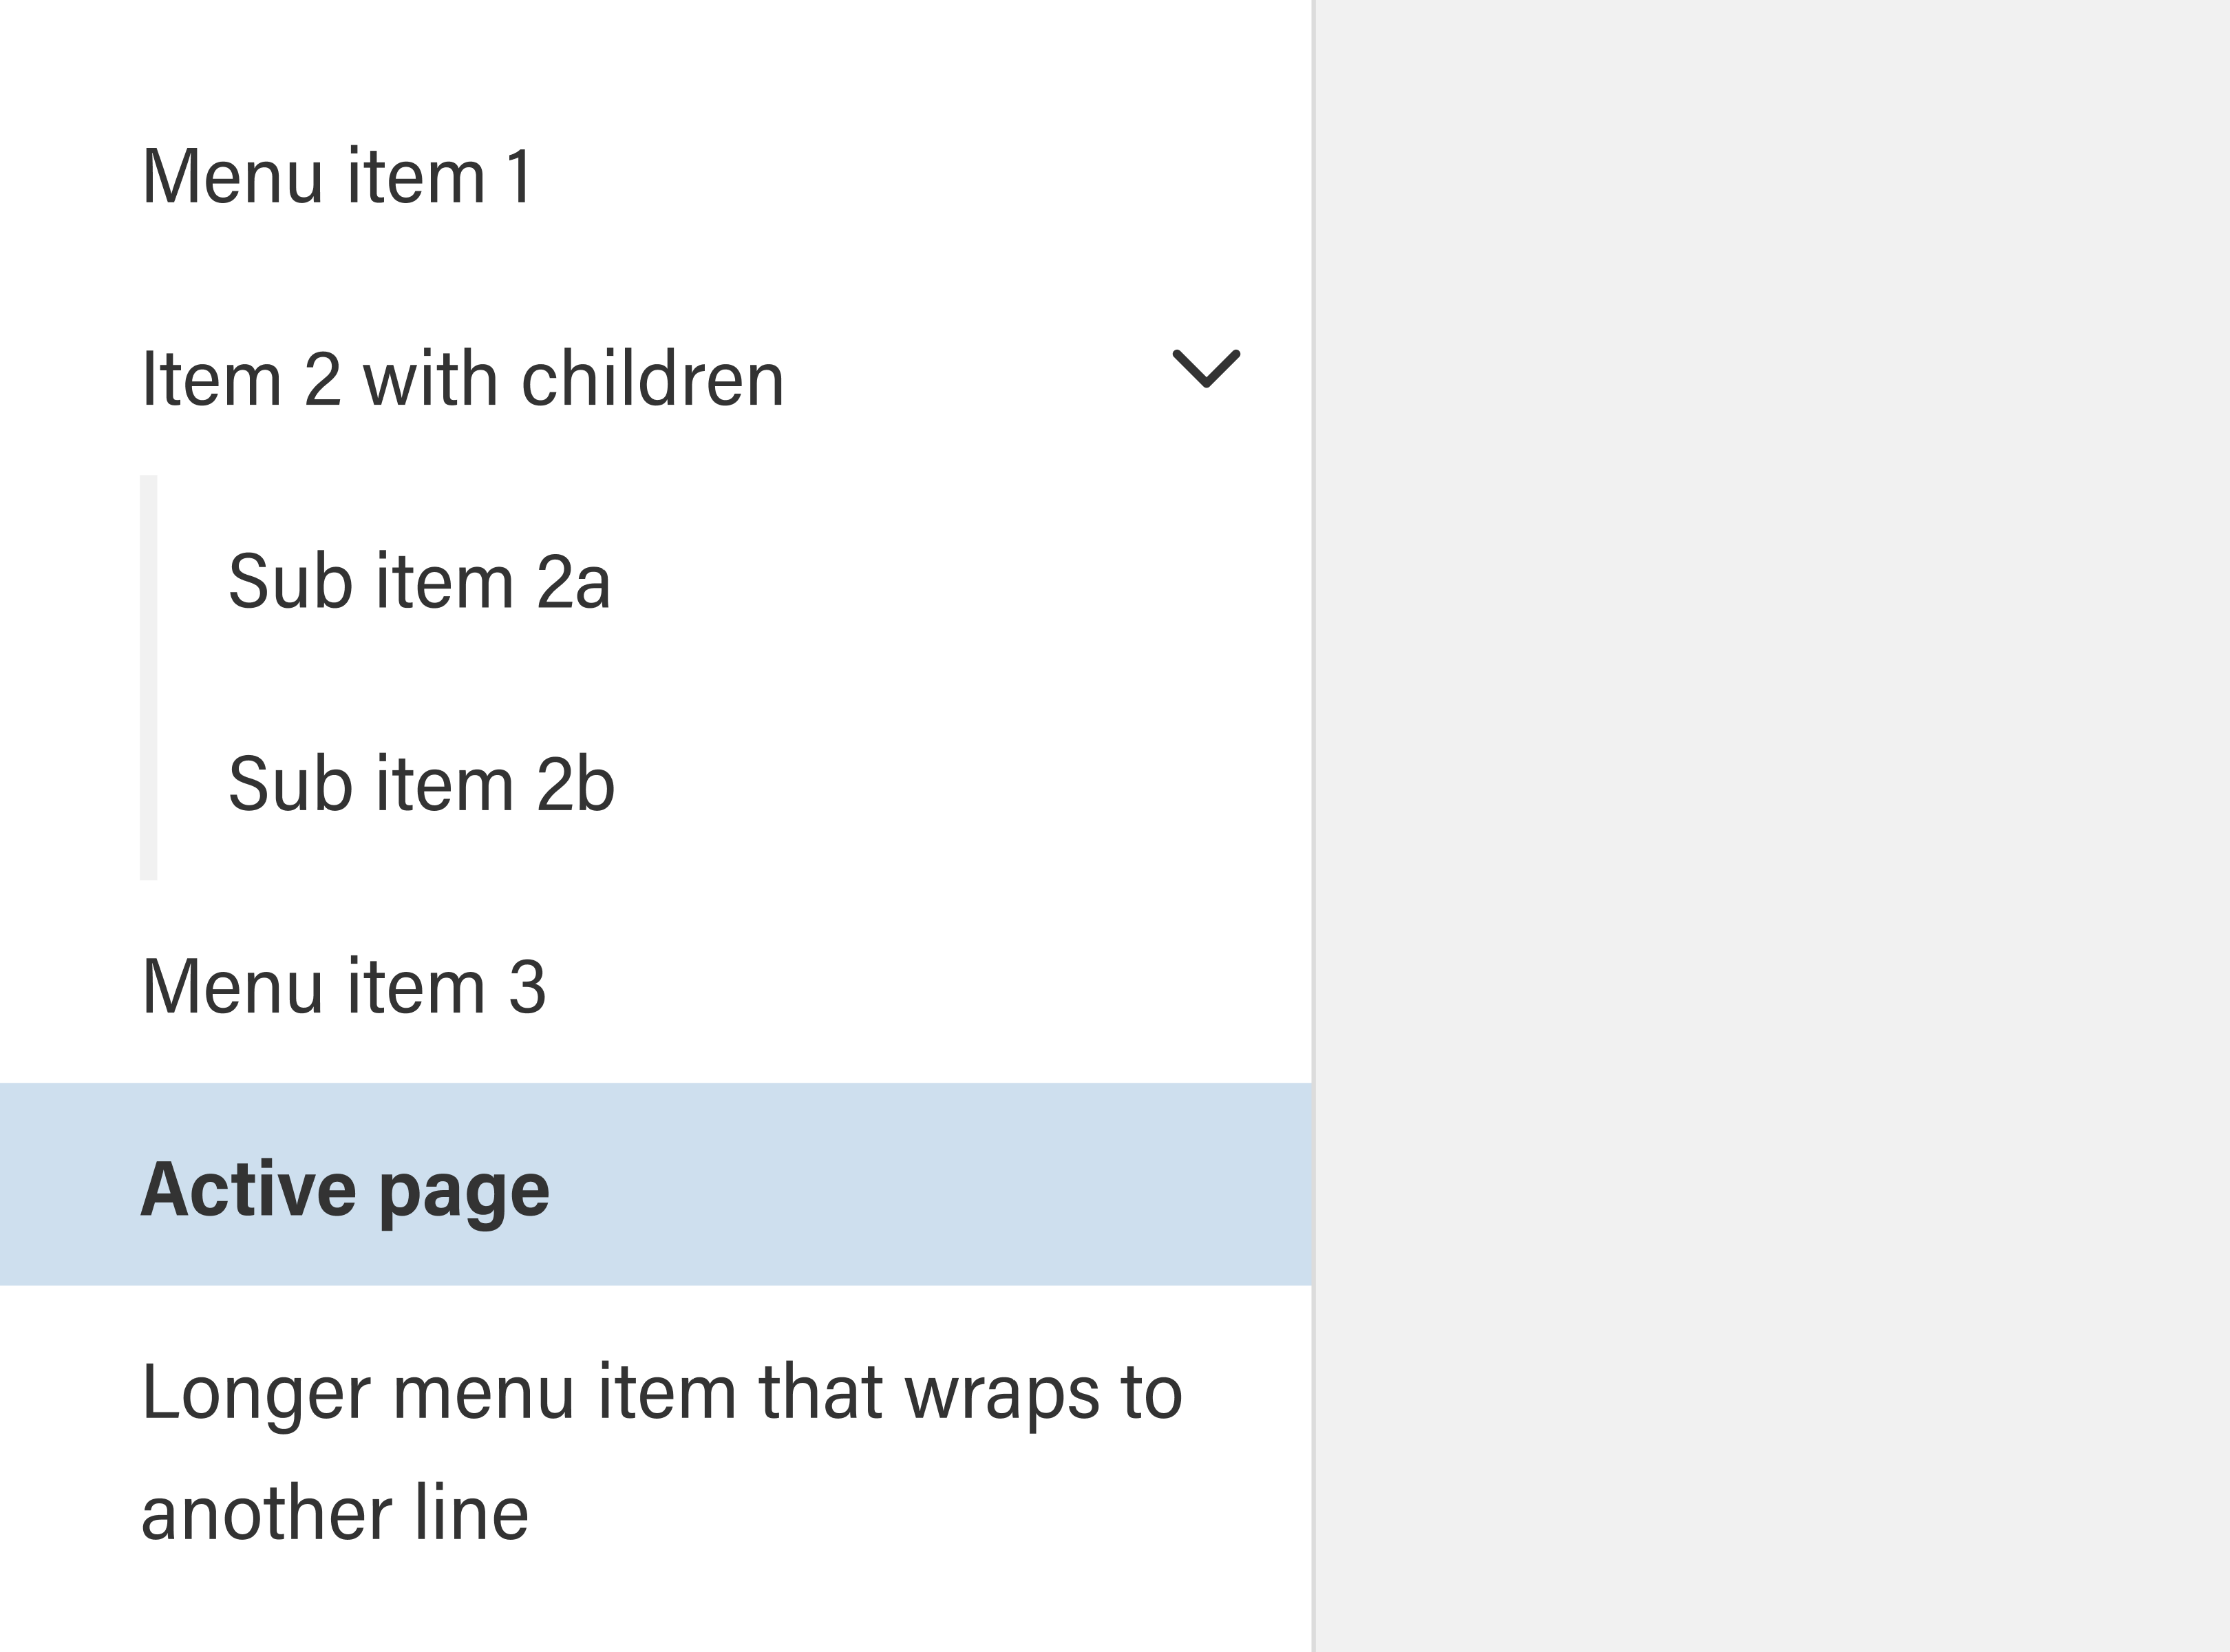 Menu item 1
Item 2 with children
Sub item 2a
Sub item 2b
Menu item 3
Active page
Longer menu item that wraps to
another line